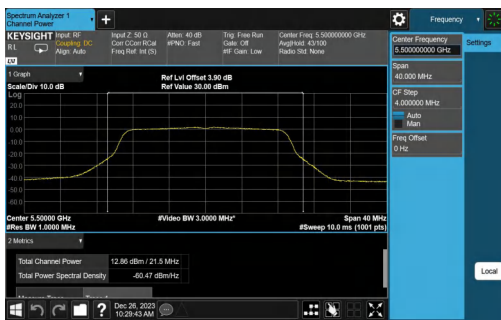 Spectrum Analyzer 1
Channel Power
+
Frequency
KEYSIGHT
Input: RF
Coupling: DC
Align: Auto
Input Z: 50 Ω
Corr CCorr RCal
Freq Ref: Int (S)
Atten: 40 dB
#PNO: Fast
Trig: Free Run
Gate: Off
#IF Gain: Low
Center Freq: 5.500000000 GHz
Avg|Hold: 43/100
Radio Std: None
RL
LXI
Center Frequency
5.500000000 GHz
Settings
Span
40.000 MHz
CF Step
4.000000 MHz
Auto
Man
Freq Offset
0 Hz
Local
1 Graph
Scale/Div 10.0 dB
Ref Lvl Offset 3.90 dB
Ref Value 30.00 dBm
Log
20.0
10.0
0.00
-10.0
-20.0
-30.0
-40.0
-50.0
-60.0
Center 5.50000 GHz
#Video BW 3.0000 MHz*
Span 40 MHz
#Res BW 1.0000 MHz
#Sweep 10.0 ms (1001 pts)
2 Metrics
Total Channel Power 12.86 dBm / 21.5 MHz
Total Power Spectral Density -60.47 dBm/Hz
?
Dec 26, 2023
10:29:43 AM